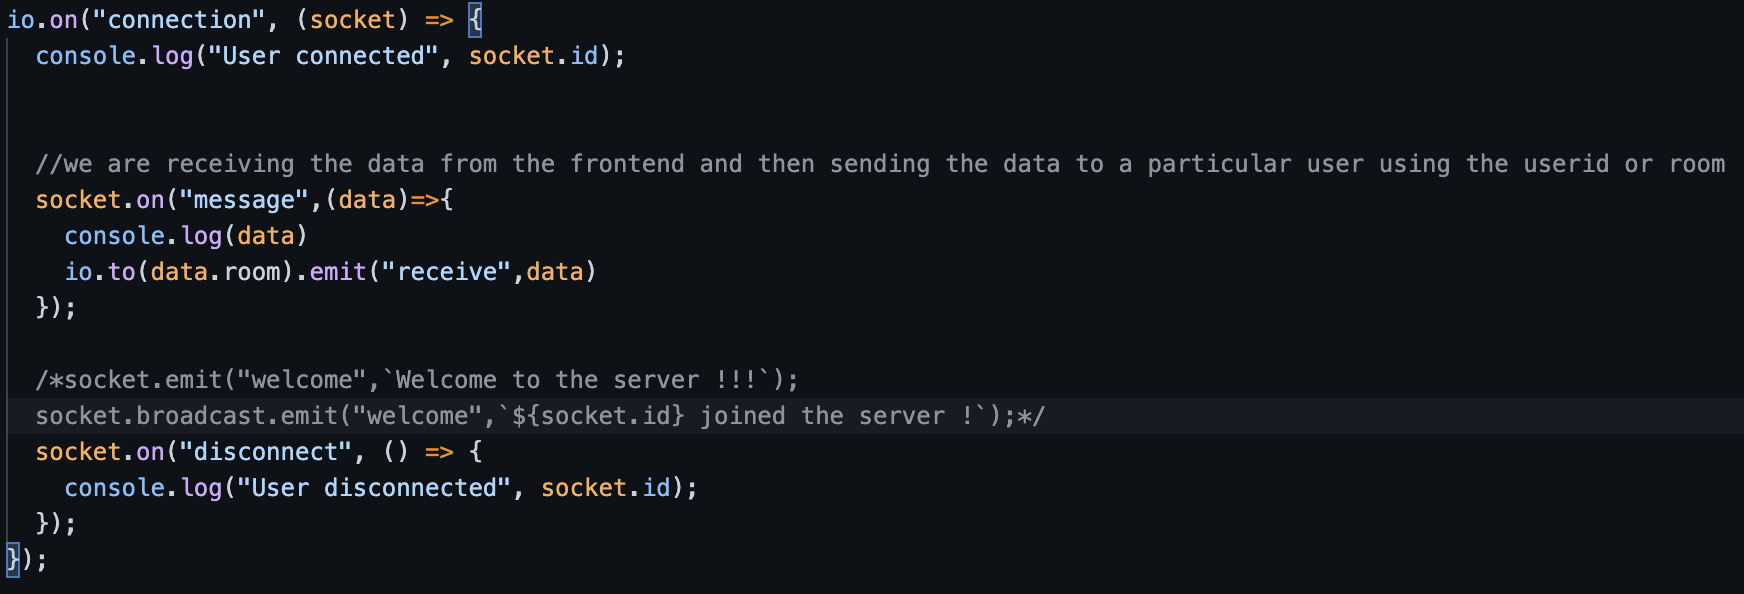 io.on("connection", (socket) => {
  console.log("User connected", socket.id);
  //we are receiving the data from the frontend and then sending the data to a particular user using the userid or room
  socket.on("message",(data)=>{
    console.log(data)
    io.to(data.room).emit("receive",data)
  });
  /*socket.emit("welcome",`Welcome to the server !!!`);
  socket.broadcast.emit("welcome",`${socket.id} joined the server !`);*/
  socket.on("disconnect", () => {
    console.log("User disconnected", socket.id);
  });
});